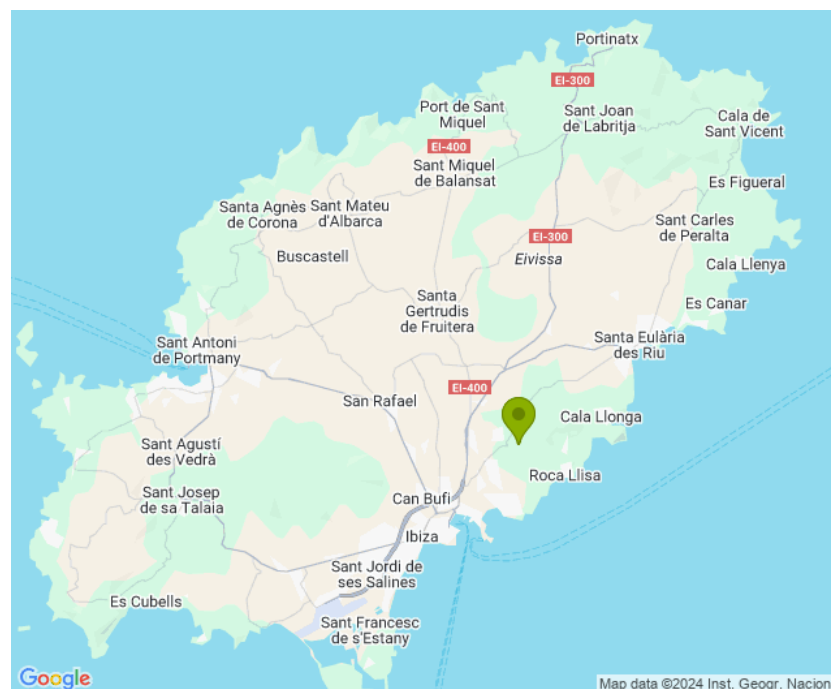 Portinatx
EI-300
Port de Sant
Miquel
Sant Joan
de Labritja
Cala de
Sant Vicent
EI-400
Sant Miquel
de Balansat
Es Figueral
Santa Agnès
de Corona
Sant Mateu
d'Albarca
Sant Carles
de Peralta
EI-300
Buscastell
Eivissa
Cala Llenya
Santa
Gertrudis
de Fruitera
Es Canar
Sant Antoni
de Portmany
Santa Eulària
des Riu
EI-400
San Rafael
Cala Llonga
Sant Agustí
des Vedrà
Roca Llisa
Sant Josep
de sa Talaia
Can Bufi
Ibiza
Sant Jordi de
ses Salines
Es Cubells
Sant Francesc
de s'Estany
Google
Map data ©2024 Inst. Geogr. Nacion